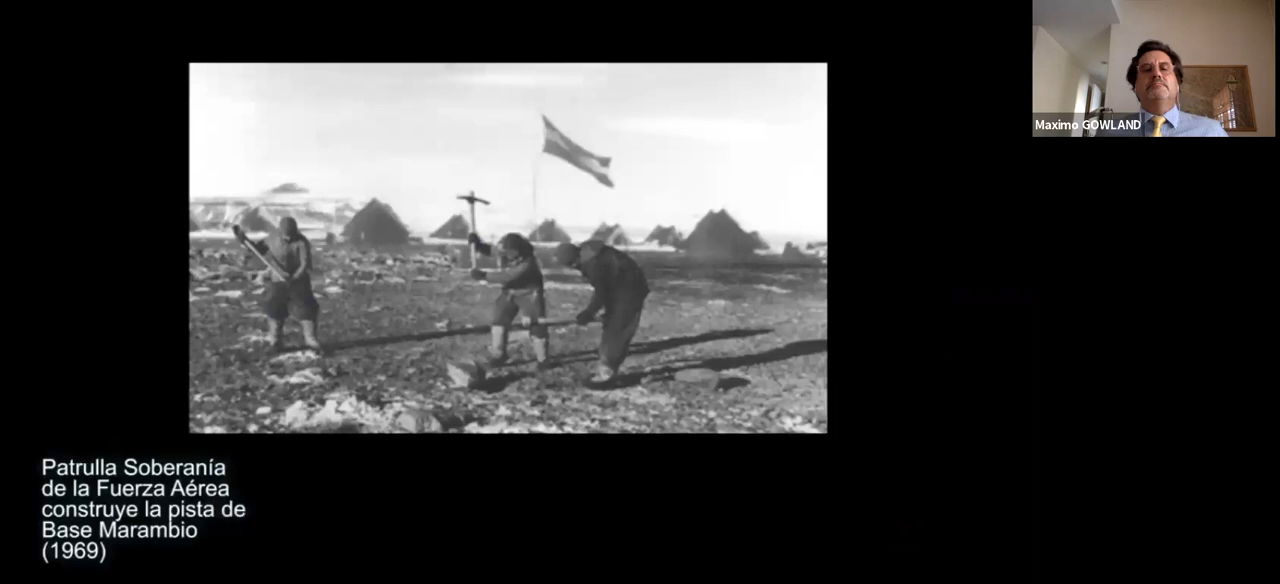 Maximo GOWLAND
Patrulla Soberanía
de la Fuerza Aérea
construye la pista de
Base Marambio
(1969)